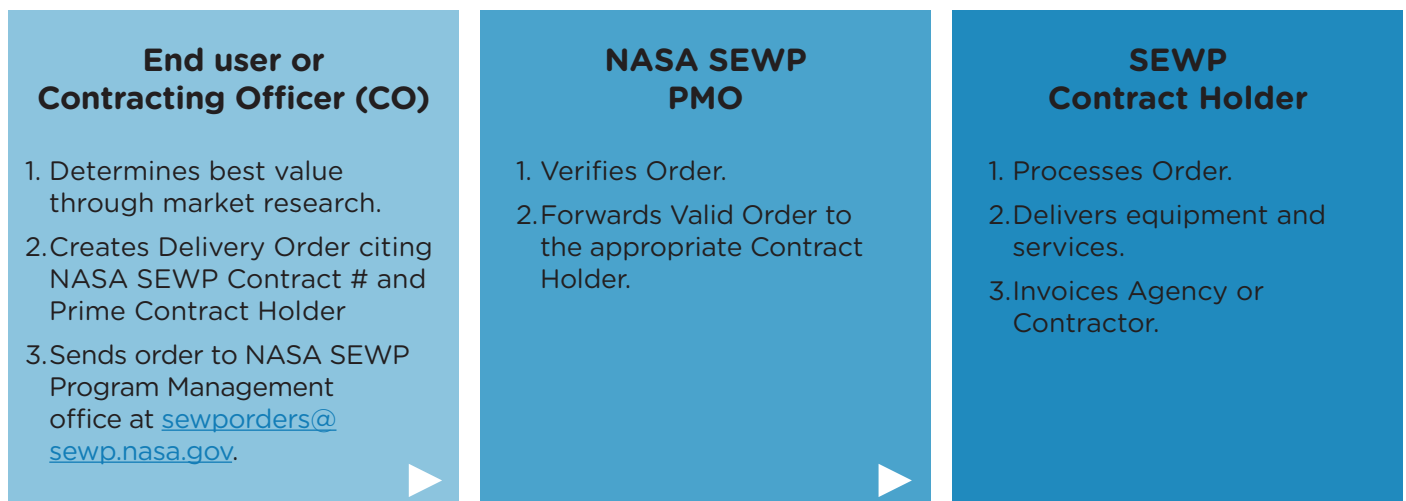 End user or
Contracting Officer (CO)
1. Determines best value
through market research.
2.Creates Delivery Order citing
NASA SEWP Contract # and
Prime Contract Holder
3.Sends order to NASA SEWP
Program Management
office at sewporders@
sewp.nasa.gov.
NASA SEWP
PMO
1. Verifies Order.
2.Forwards Valid Order to
the appropriate Contract
Holder.
SEWP
Contract Holder
1. Processes Order.
2.Delivers equipment and
services.
3.Invoices Agency or
Contractor.